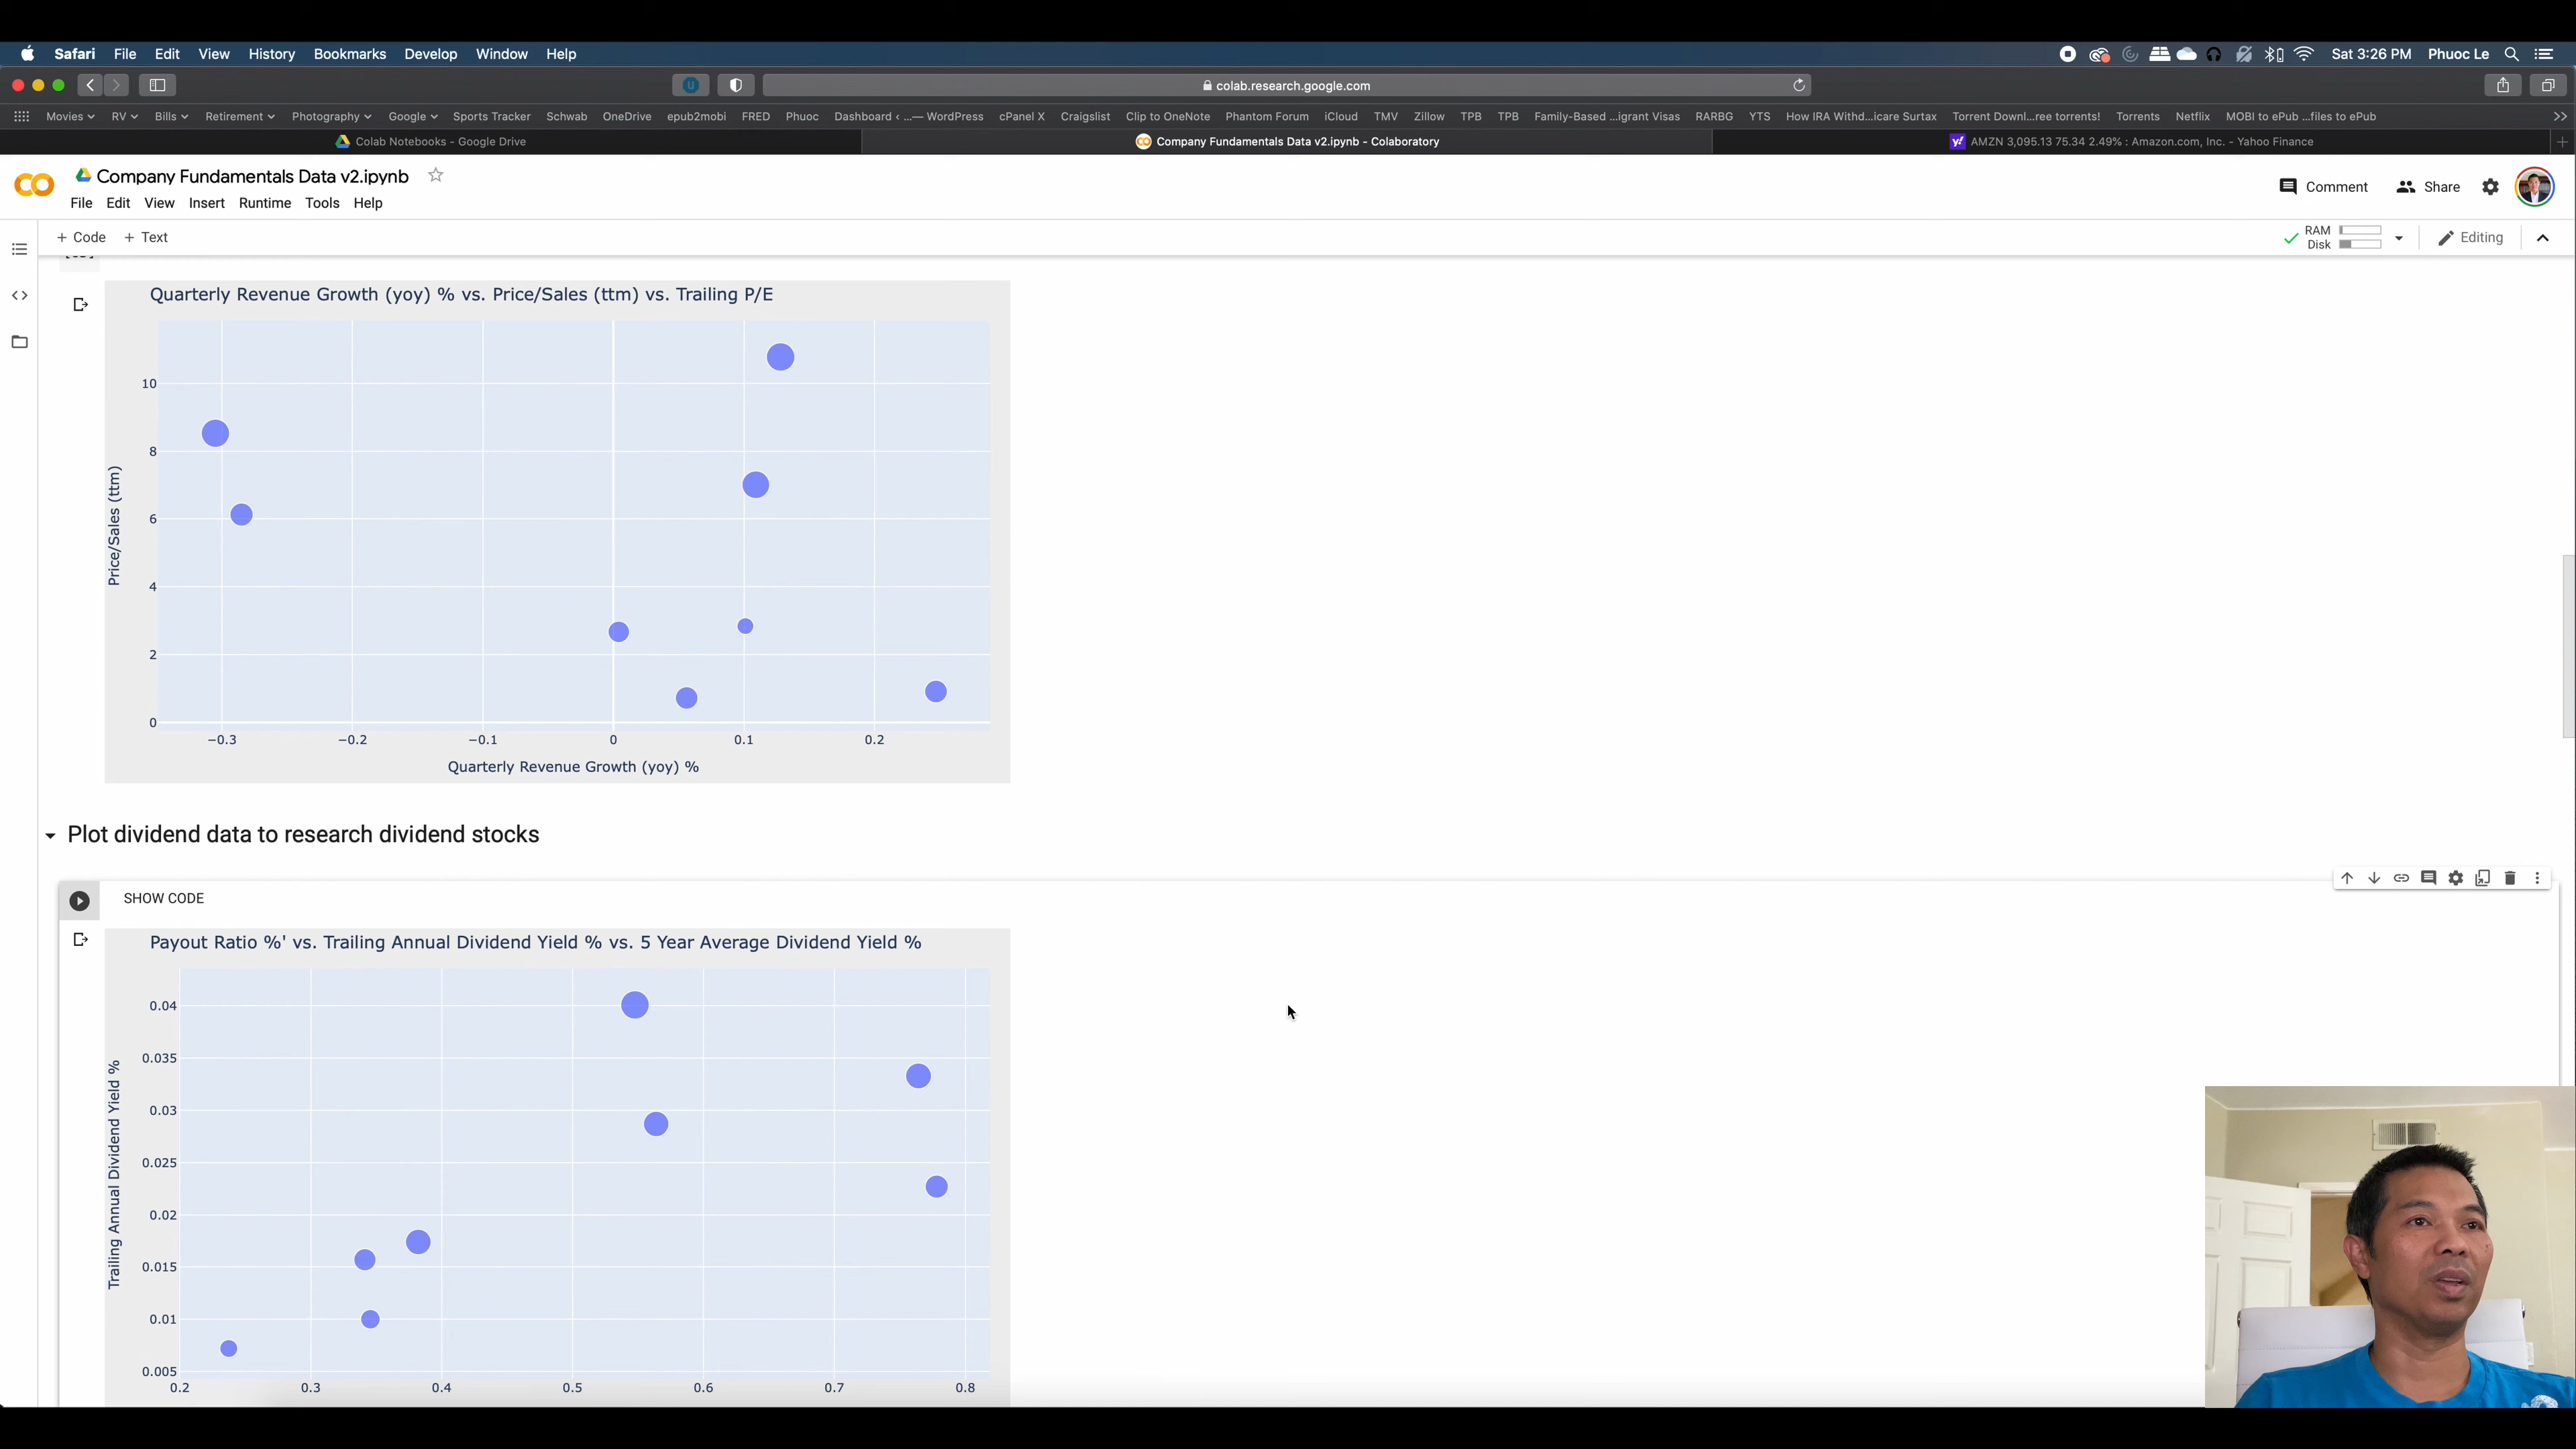 Safari File Edit View History Bookmarks Develop Window Help
Sat 3:26 PM Phuoc Le
colab.research.google.com
Movies RV Bills Retirement Photography Google Sports Tracker Schwab OneDrive epub2mobi FRED Phuoc Dashboard ‹ ...— WordPress cPanel X Craigslist Clip to OneNote Phantom Forum iCloud TMV Zillow TPB TPB Family-Based ...igrant Visas RARBG YTS How IRA Withd...icare Surtax Torrent Downl...ree torrents! Torrents Netflix MOBI to ePub ...files to ePub
Colab Notebooks - Google Drive
Company Fundamentals Data v2.ipynb - Colaboratory
AMZN 3,095.13 75.34 2.49% : Amazon.com, Inc. - Yahoo Finance
Company Fundamentals Data v2.ipynb
Comment Share
File Edit View Insert Runtime Tools Help
+ Code + Text
RAM
Disk
Editing
Quarterly Revenue Growth (yoy) % vs. Price/Sales (ttm) vs. Trailing P/E
10
8
6
4
2
0
Price/Sales (ttm)
−0.3 −0.2 −0.1 0 0.1 0.2
Quarterly Revenue Growth (yoy) %
Plot dividend data to research dividend stocks
SHOW CODE
Payout Ratio %' vs. Trailing Annual Dividend Yield % vs. 5 Year Average Dividend Yield %
0.04
0.035
0.03
0.025
0.02
0.015
0.01
0.005
Trailing Annual Dividend Yield %
0.2 0.3 0.4 0.5 0.6 0.7 0.8